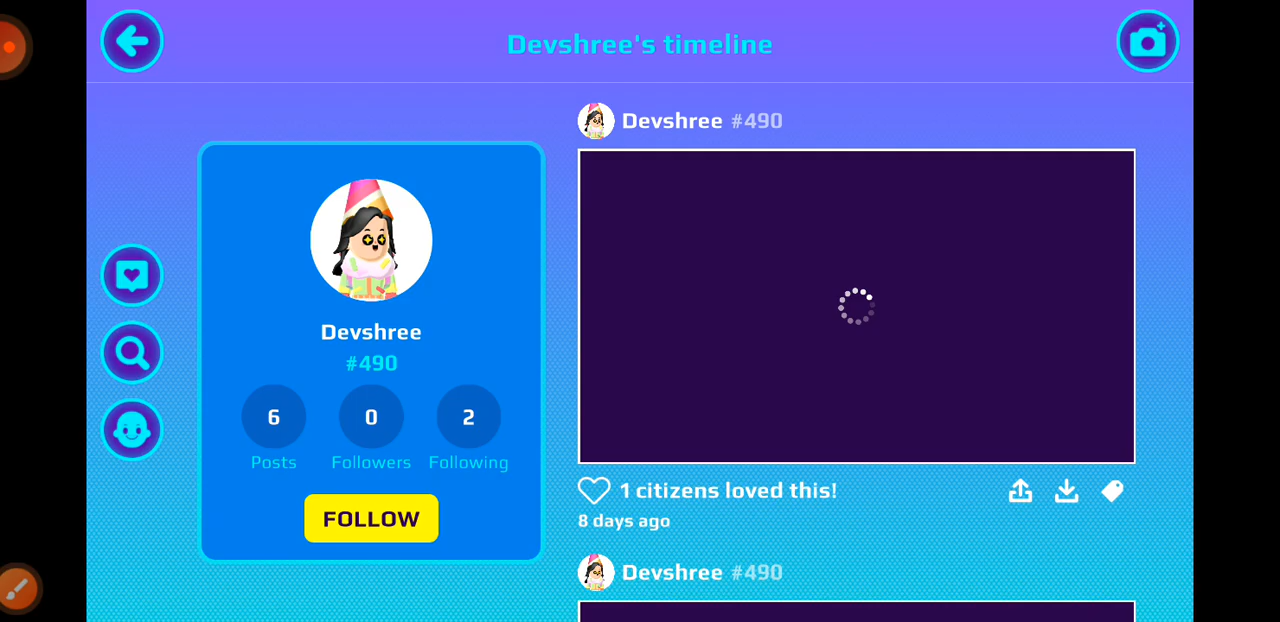 Devshree's timeline
Devshree #490
Devshree
#490
6 0 2
Posts Followers Following
FOLLOW
1 citizens loved this!
8 days ago
Devshree #490